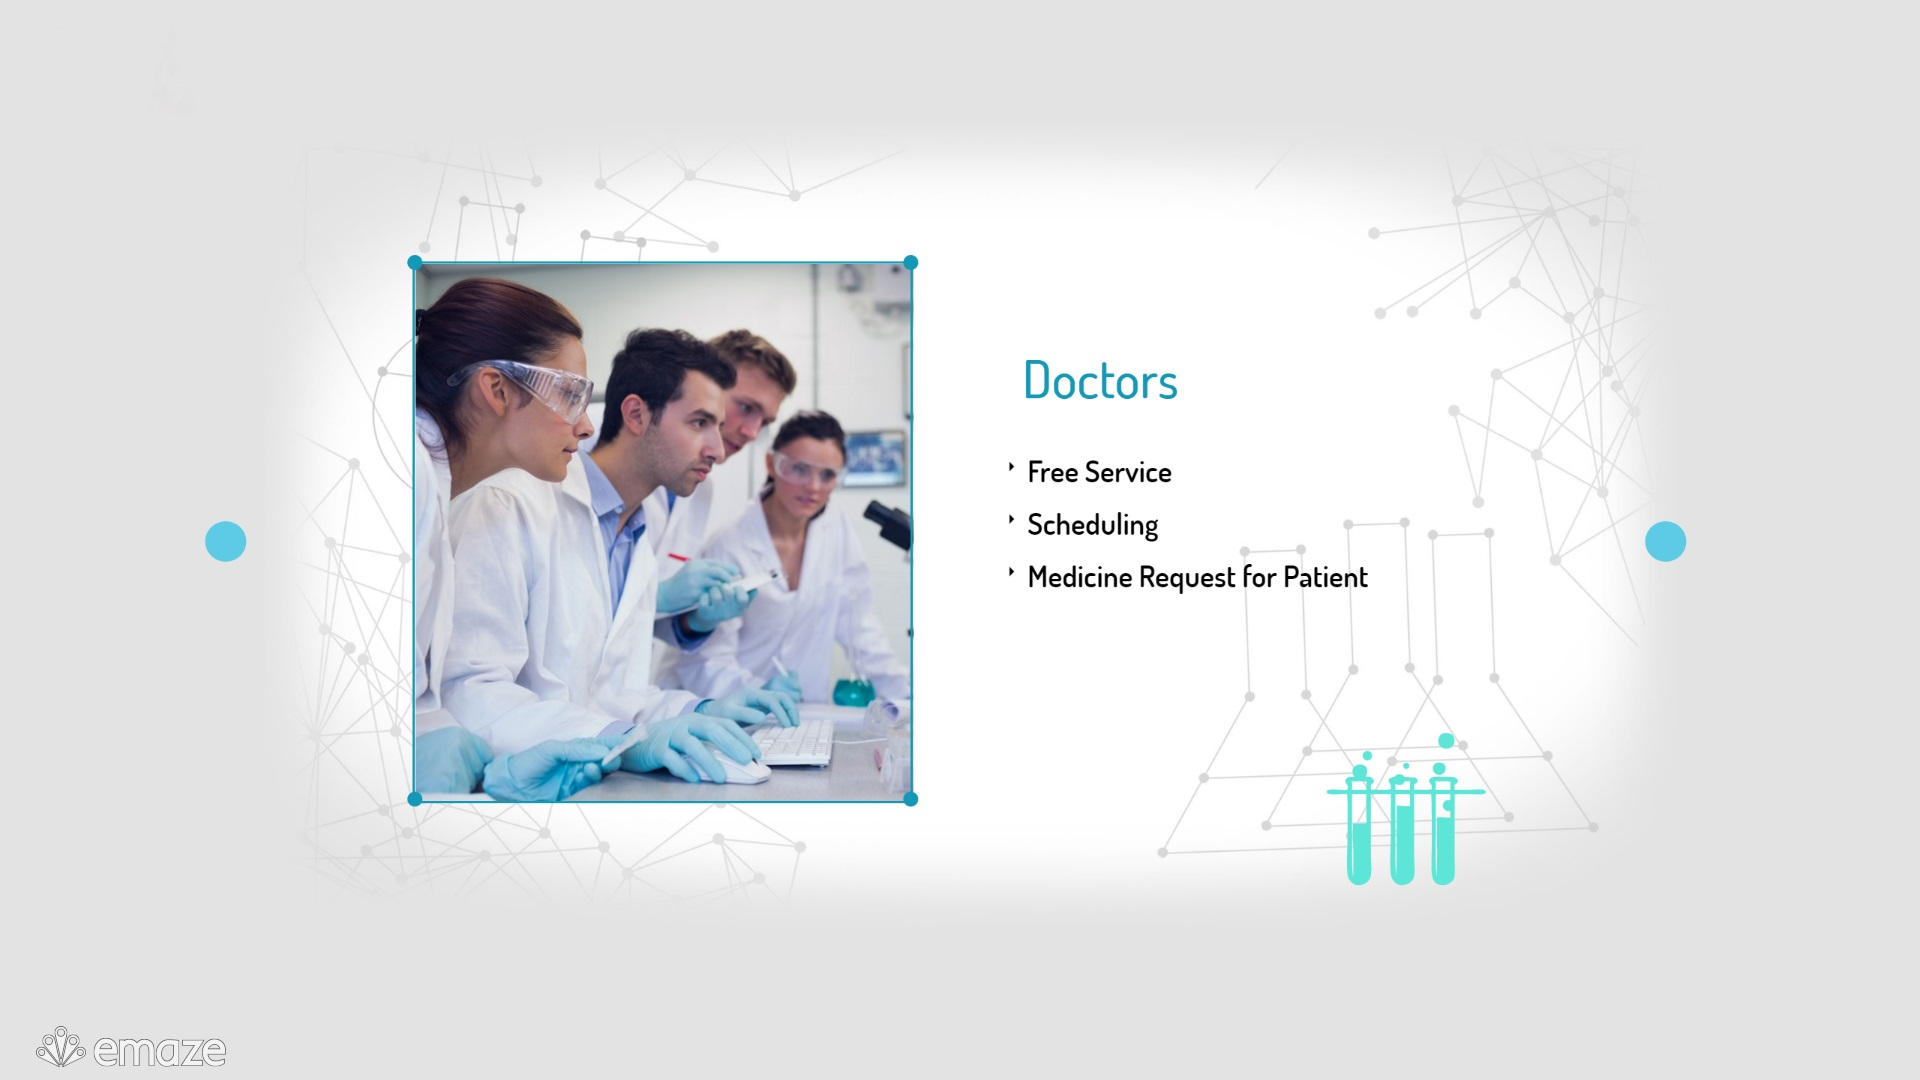 Doctors
Free Service
Scheduling
Medicine Request for Patient
emaze